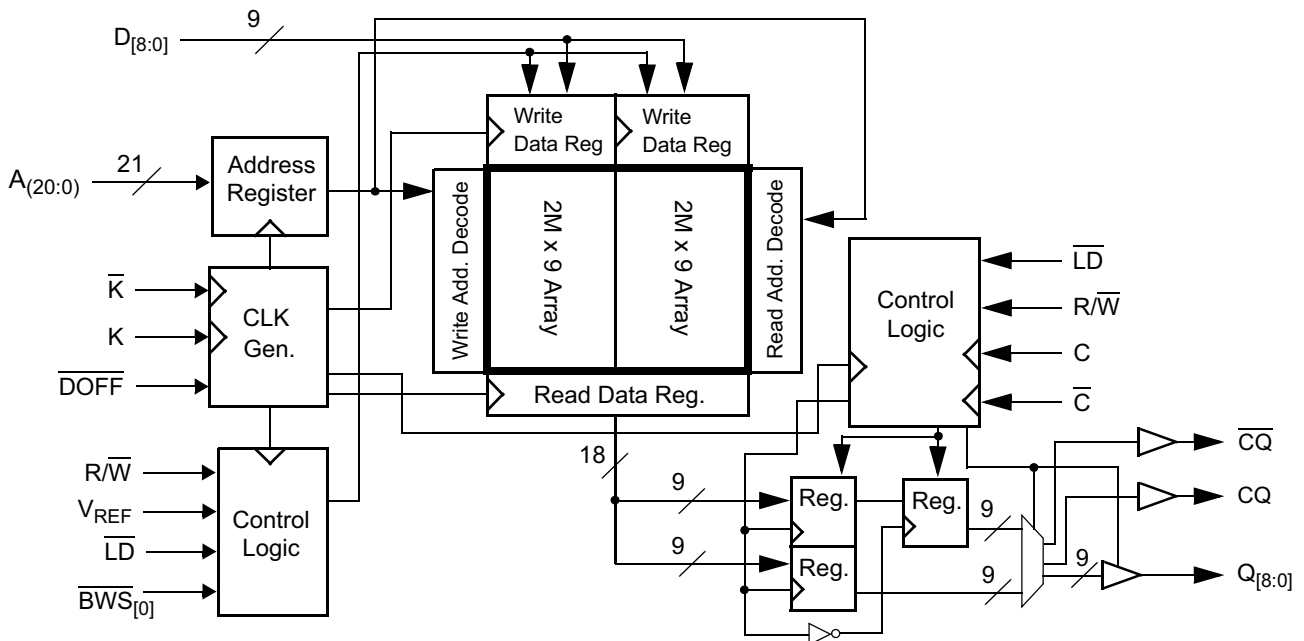 9
D[8:0]
Write
Data Reg
Write
Data Reg
21
A(20:0)
Address
Register
Write Add. Decode
2M x 9 Array
2M x 9 Array
Read Add. Decode
K
K
DOFF
CLK
Gen.
Control
Logic
LD
R/W
C
C
Read Data Reg.
18
R/W
VREF
LD
BWS[0]
Control
Logic
9
Reg.
Reg.
9
9
Reg.
9
9
CQ
CQ
Q[8:0]